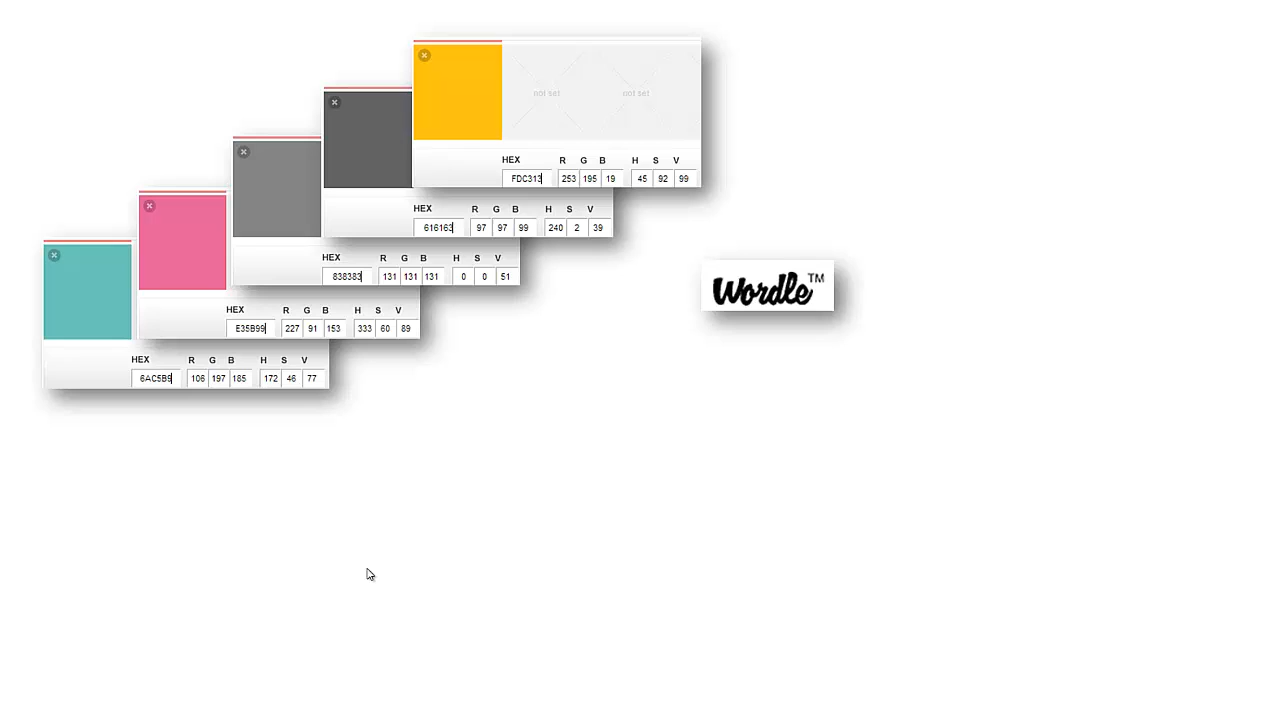 not set not set
HEX R G B H S V
FDC313 253 195 19 45 92 99
HEX R G B H S V
616163 97 97 99 240 2 39
HEX R G B H S V
838383 131 131 131 0 0 51
Wordle™
HEX R G B H S V
E35B99 227 91 153 333 60 89
HEX R G B H S V
6AC5B9 106 197 185 172 46 77